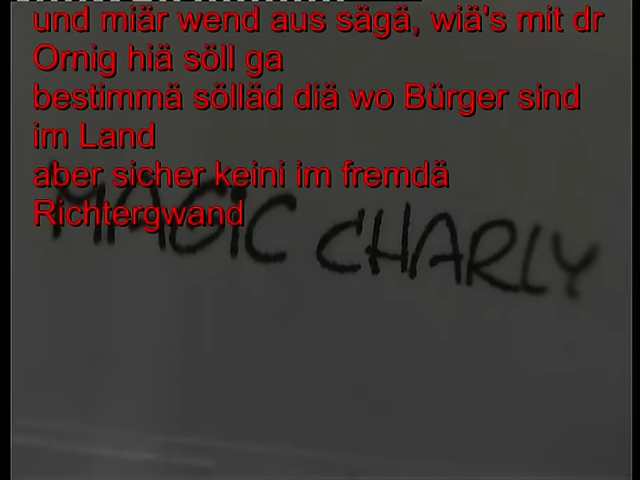 und miär wend aus sägä, wiä's mit dr
Ornig hiä söll ga
bestimmä sölläd diä wo Bürger sind
im Land
aber sicher keini im fremdä
Richtergwand
MAGIC CHARLY